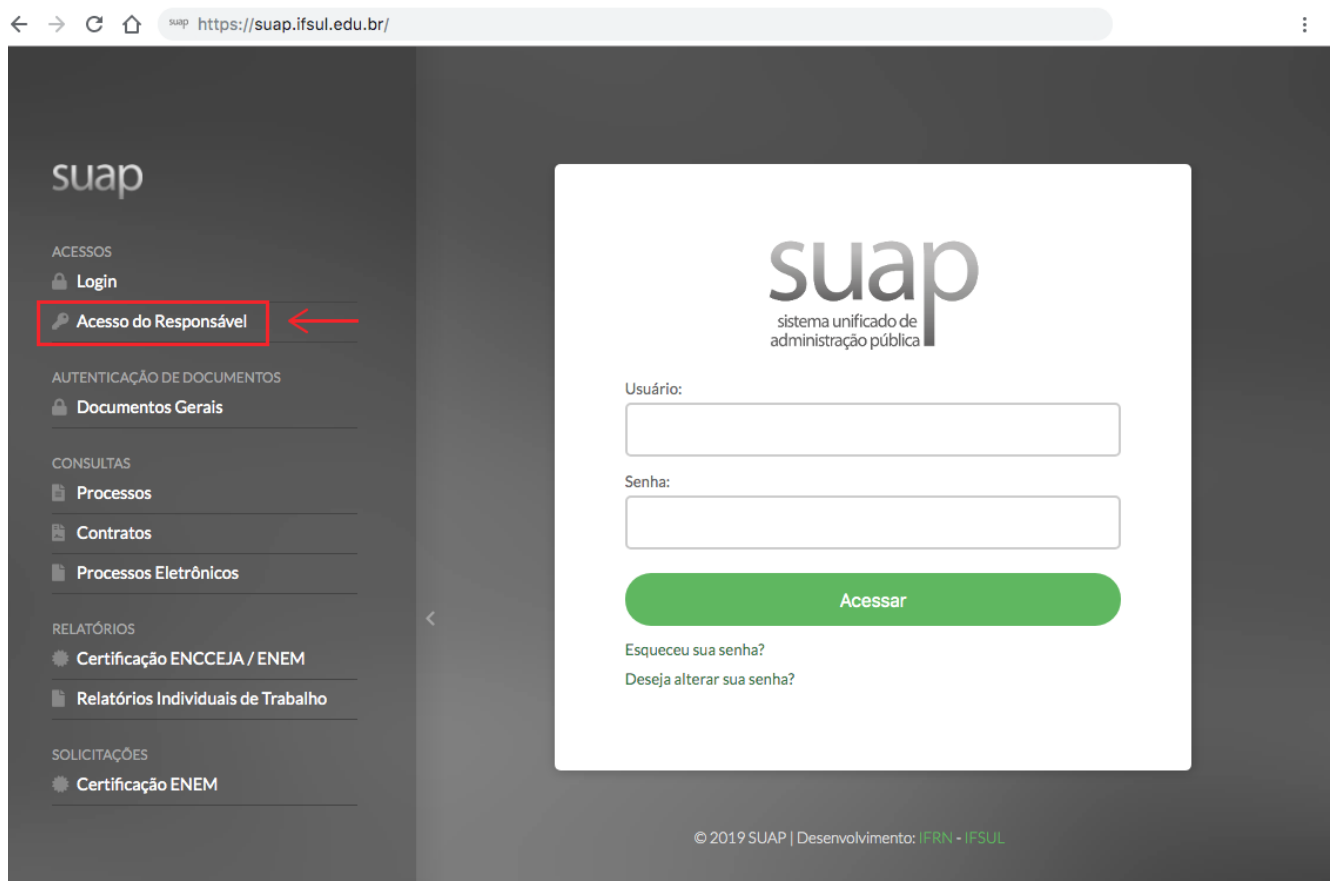 suap https://suap.ifsul.edu.br/
suap
ACESSOS
Login
Acesso do Responsável
AUTENTICAÇÃO DE DOCUMENTOS
Documentos Gerais
CONSULTAS
Processos
Contratos
Processos Eletrônicos
RELATÓRIOS
Certificação ENCCEJA / ENEM
Relatórios Individuais de Trabalho
SOLICITAÇÕES
Certificação ENEM
suap
sistema unificado de
administração pública
Usuário:
Senha:
Acessar
Esqueceu sua senha?
Deseja alterar sua senha?
© 2019 SUAP | Desenvolvimento: IFRN - IFSUL